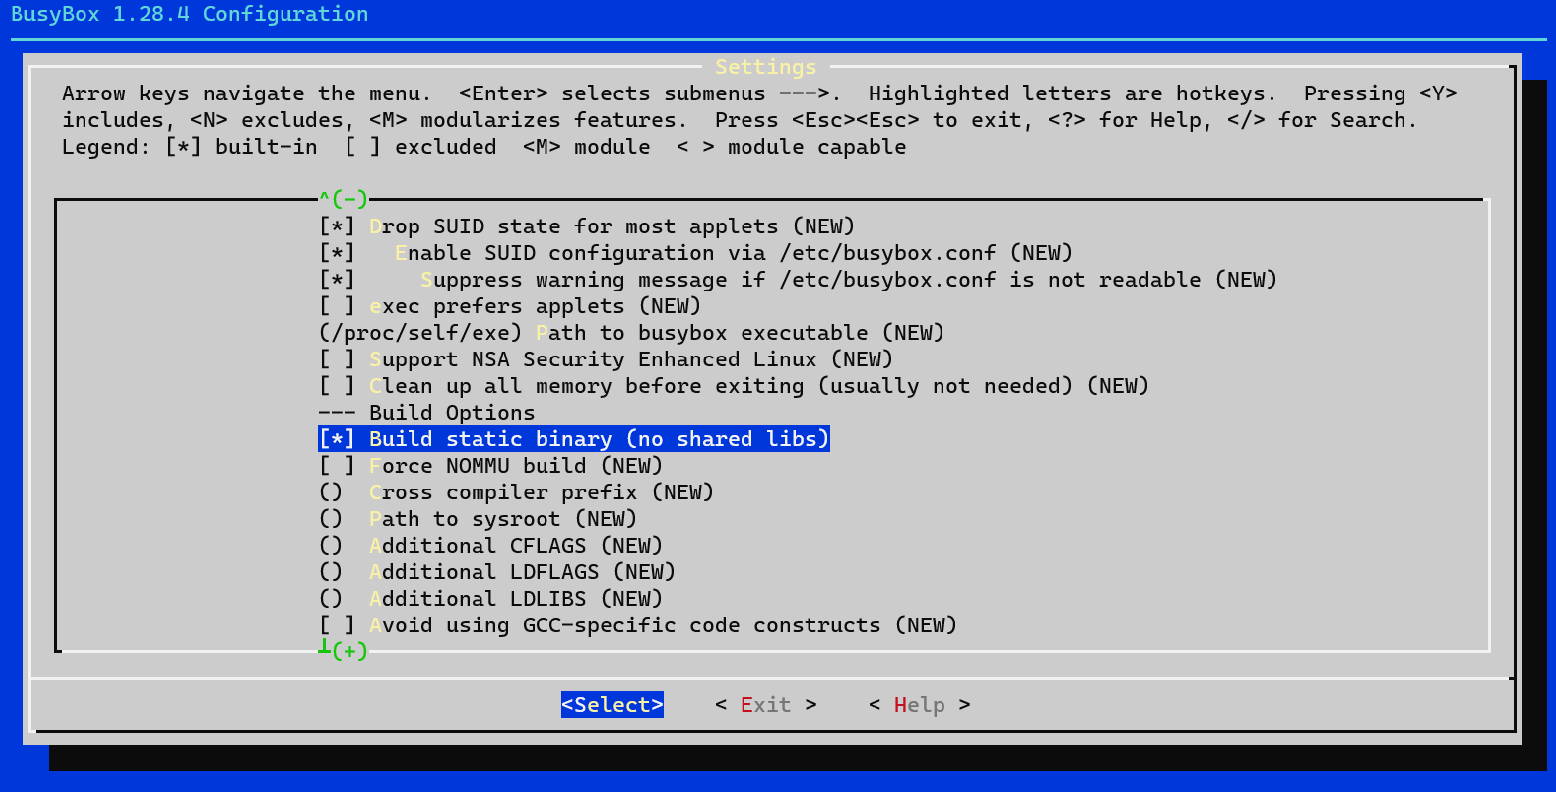 BusyBox 1.28.4 Configuration
Settings
Arrow keys navigate the menu.  <Enter> selects submenus --->.  Highlighted letters are hotkeys.  Pressing <Y>
includes, <N> excludes, <M> modularizes features.  Press <Esc><Esc> to exit, <?> for Help, </> for Search.
Legend: [*] built-in  [ ] excluded  <M> module  < > module capable
^(-)
[*] Drop SUID state for most applets (NEW)
[*]   Enable SUID configuration via /etc/busybox.conf (NEW)
[*]     Suppress warning message if /etc/busybox.conf is not readable (NEW)
[ ] exec prefers applets (NEW)
(/proc/self/exe) Path to busybox executable (NEW)
[ ] Support NSA Security Enhanced Linux (NEW)
[ ] Clean up all memory before exiting (usually not needed) (NEW)
--- Build Options
[*] Build static binary (no shared libs)
[ ] Force NOMMU build (NEW)
()  Cross compiler prefix (NEW)
()  Path to sysroot (NEW)
()  Additional CFLAGS (NEW)
()  Additional LDFLAGS (NEW)
()  Additional LDLIBS (NEW)
[ ] Avoid using GCC-specific code constructs (NEW)
┴(+)
<Select>    < Exit >    < Help >